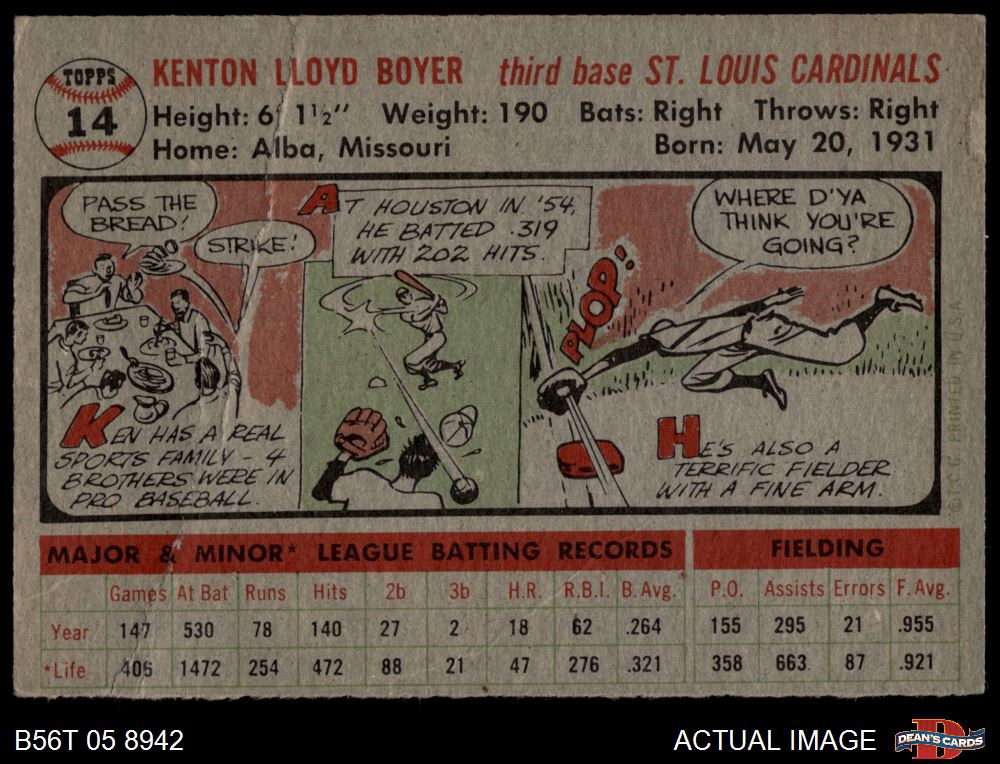 TOPPS
14
KENTON LLOYD BOYER third base ST. LOUIS CARDINALS
Height: 6' 1½" Weight: 190 Bats: Right Throws: Right
Home: Alba, Missouri Born: May 20, 1931
PASS THE
BREAD!
STRIKE!
KEN HAS A REAL
SPORTS FAMILY - 4
BROTHERS WERE IN
PRO BASEBALL.
AT HOUSTON IN '54,
HE BATTED .319
WITH 202 HITS.
WHERE D'YA
THINK YOU'RE
GOING?
PLOP!
HE'S ALSO A
TERRIFIC FIELDER
WITH A FINE ARM.
© T. C. G. PRINTED IN U.S.A.
MAJOR & MINOR* LEAGUE BATTING RECORDS FIELDING
Games At Bat Runs Hits 2b 3b H.R. R.B.I. B. Avg. P.O. Assists Errors F. Avg.
Year 147 530 78 140 27 2 18 62 .264 155 295 21 .955
*Life 406 1472 254 472 88 21 47 276 .321 358 663 87 .921
B56T 05 8942 ACTUAL IMAGE
DEAN'S CARDS